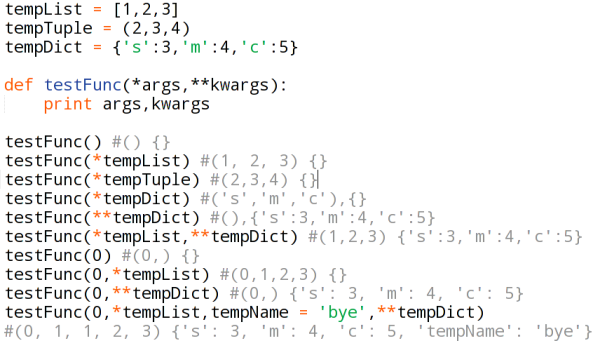 tempList = [1,2,3]
tempTuple = (2,3,4)
tempDict = {'s':3,'m':4,'c':5}
def testFunc(*args,**kwargs):
print args,kwargs
testFunc() #() {}
testFunc(*tempList) #(1, 2, 3) {}
testFunc(*tempTuple) #(2,3,4) {}
testFunc(*tempDict) #('s','m','c'),{}
testFunc(**tempDict) #(),{'s':3,'m':4,'c':5}
testFunc(*tempList,**tempDict) #(1,2,3) {'s':3,'m':4,'c':5}
testFunc(0) #(0,) {}
testFunc(0,*tempList) #(0,1,2,3) {}
testFunc(0,**tempDict) #(0,) {'s': 3, 'm': 4, 'c': 5}
testFunc(0,*tempList,tempName = 'bye',**tempDict)
#(0, 1, 1, 2, 3) {'s': 3, 'm': 4, 'c': 5, 'tempName': 'bye'}